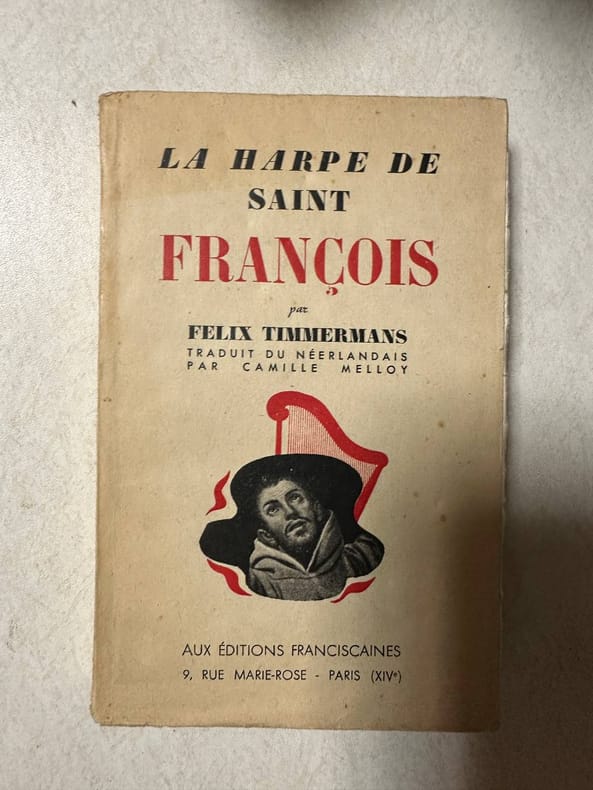 LA HARPE DE
SAINT
FRANÇOIS
par
FELIX TIMMERMANS
TRADUIT DU NÉERLANDAIS
PAR CAMILLE MELLOY
AUX ÉDITIONS FRANCISCAINES
9, RUE MARIE-ROSE - PARIS (XIVe)